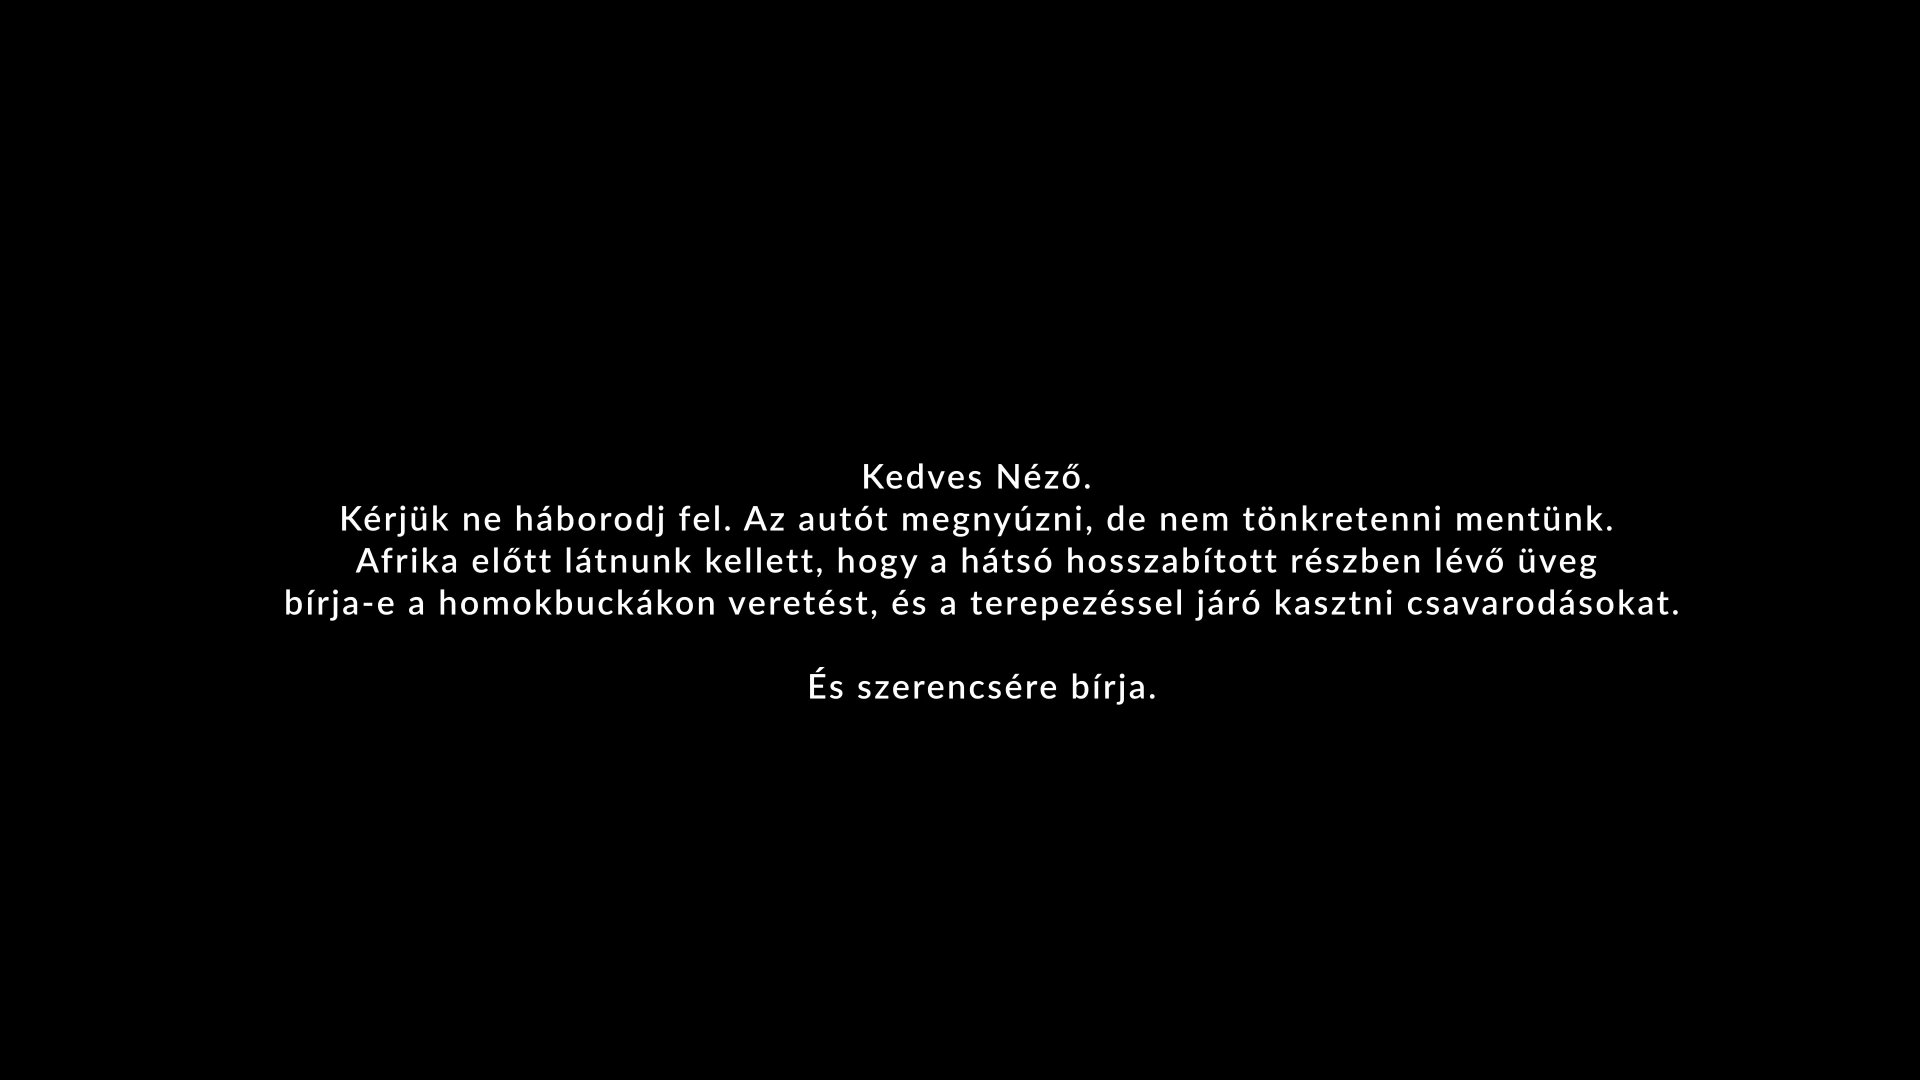 Kedves Néző.
Kérjük ne háborodj fel. Az autót megnyúzni, de nem tönkretenni mentünk.
Afrika előtt látnunk kellett, hogy a hátsó hosszabított részben lévő üveg
bírja-e a homokbuckákon veretést, és a terepezéssel járó kasztni csavarodásokat.
És szerencsére bírja.